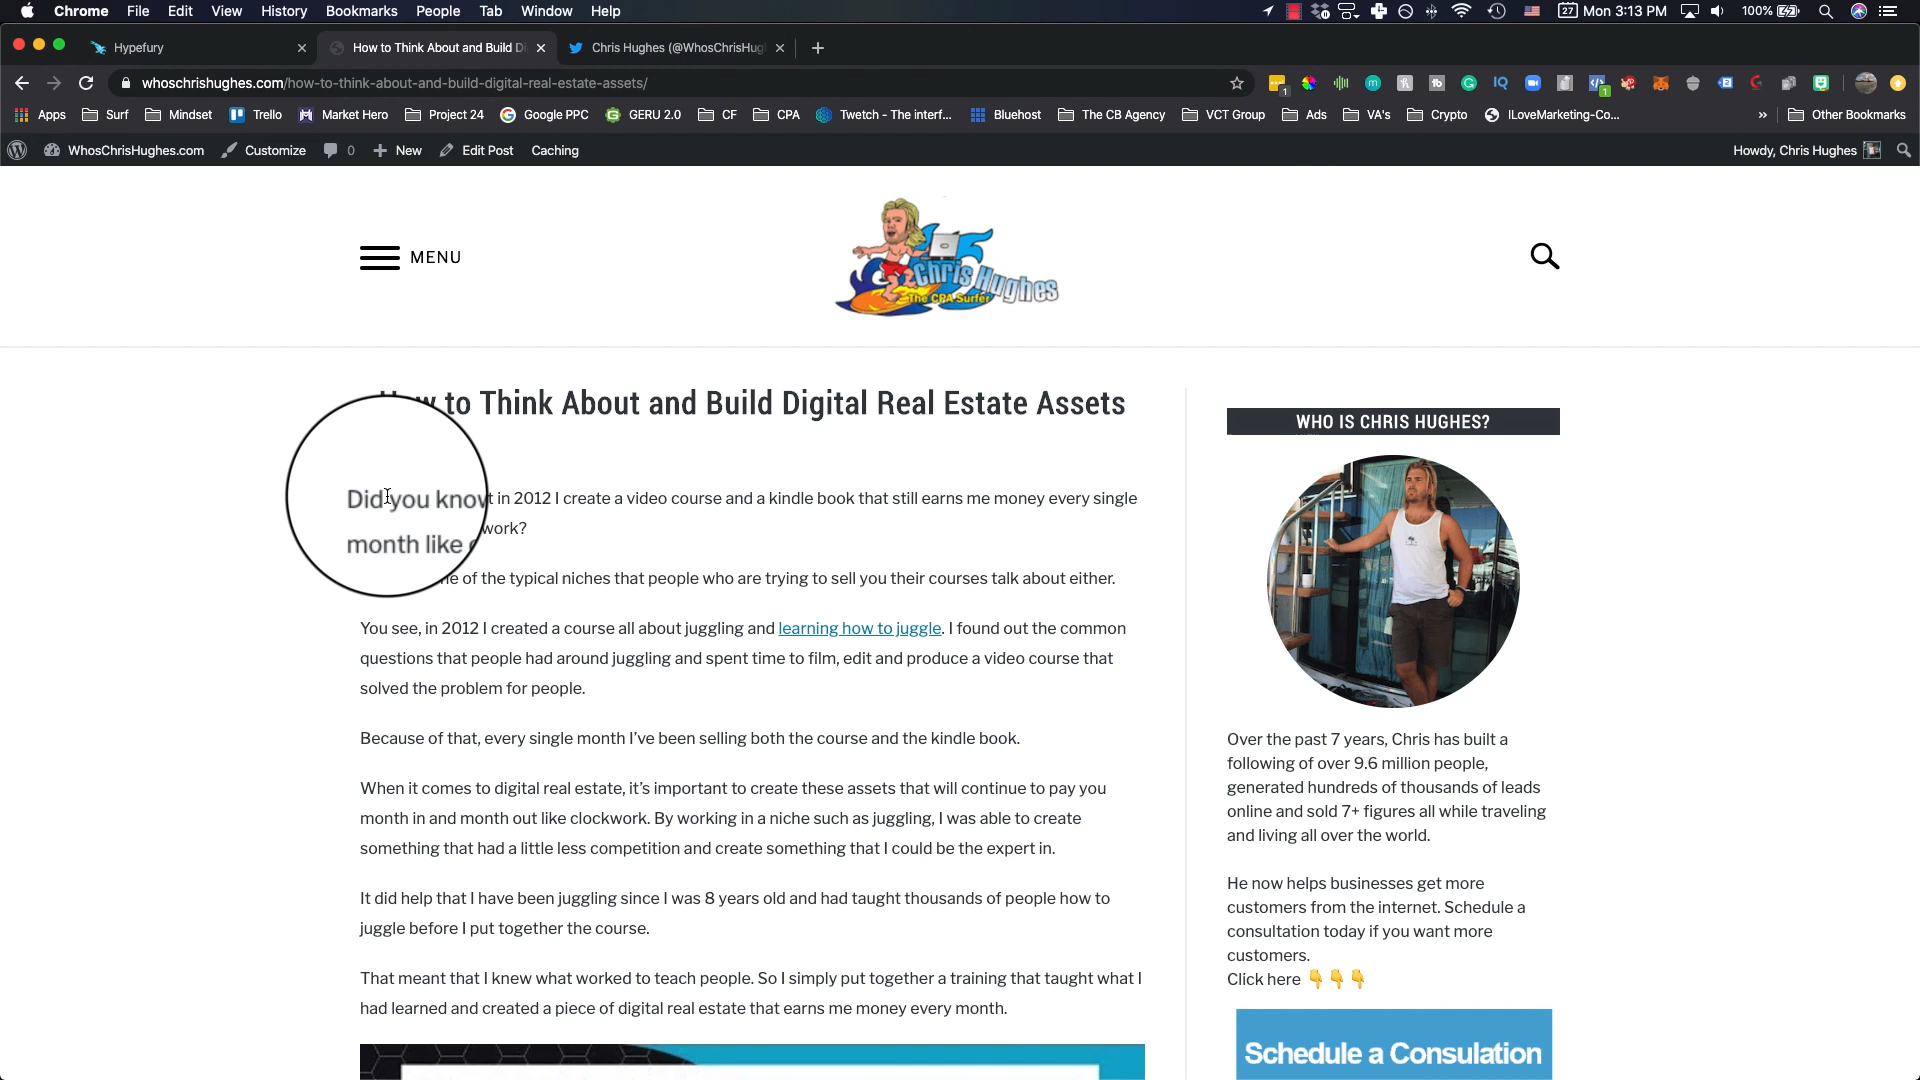 Chrome File Edit View History Bookmarks People Tab Window Help
27 Mon 3:13 PM 100%
Hypefury
How to Think About and Build Di
Chris Hughes (@WhosChrisHug
whoschrishughes.com/how-to-think-about-and-build-digital-real-estate-assets/
Apps Surf Mindset Trello Market Hero Project 24 Google PPC GERU 2.0 CF CPA Twetch - The interf... Bluehost The CB Agency VCT Group Ads VA's Crypto ILoveMarketing-Co... » Other Bookmarks
WhosChrisHughes.com Customize 0 New Edit Post Caching Howdy, Chris Hughes
MENU
Chris Hughes
The CPA Surfer
to Think About and Build Digital Real Estate Assets
Did you know t in 2012 I create a video course and a kindle book that still earns me money every single
month like work?
of the typical niches that people who are trying to sell you their courses talk about either.
You see, in 2012 I created a course all about juggling and learning how to juggle. I found out the common
questions that people had around juggling and spent time to film, edit and produce a video course that
solved the problem for people.
Because of that, every single month I've been selling both the course and the kindle book.
When it comes to digital real estate, it's important to create these assets that will continue to pay you
month in and month out like clockwork. By working in a niche such as juggling, I was able to create
something that had a little less competition and create something that I could be the expert in.
It did help that I have been juggling since I was 8 years old and had taught thousands of people how to
juggle before I put together the course.
That meant that I knew what worked to teach people. So I simply put together a training that taught what I
had learned and created a piece of digital real estate that earns me money every month.
WHO IS CHRIS HUGHES?
Over the past 7 years, Chris has built a
following of over 9.6 million people,
generated hundreds of thousands of leads
online and sold 7+ figures all while traveling
and living all over the world.
He now helps businesses get more
customers from the internet. Schedule a
consultation today if you want more
customers.
Click here 👇👇👇
Schedule a Consulation